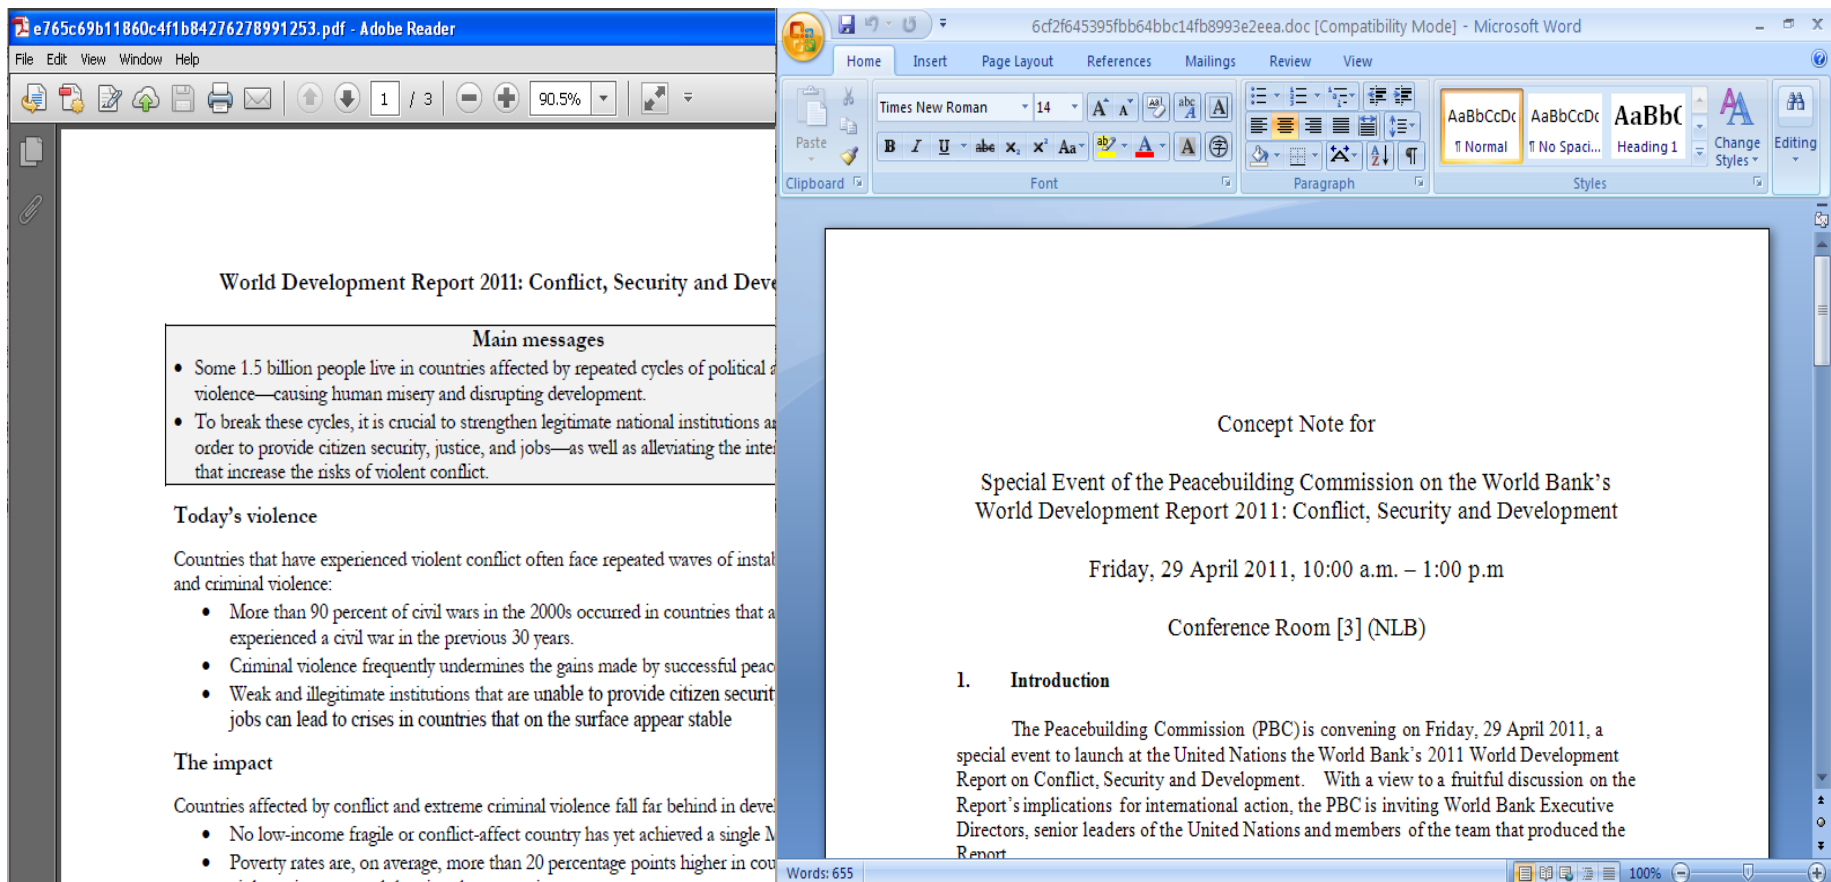 e765c69b11860c4f1b84276278991253.pdf - Adobe Reader
File Edit View Window Help
1 / 3 90.5%
World Development Report 2011: Conflict, Security and Deve
Main messages
• Some 1.5 billion people live in countries affected by repeated cycles of political a
violence—causing human misery and disrupting development.
• To break these cycles, it is crucial to strengthen legitimate national institutions a
order to provide citizen security, justice, and jobs—as well as alleviating the inte
that increase the risks of violent conflict.
Today's violence
Countries that have experienced violent conflict often face repeated waves of instab
and criminal violence:
• More than 90 percent of civil wars in the 2000s occurred in countries that a
experienced a civil war in the previous 30 years.
• Criminal violence frequently undermines the gains made by successful peac
• Weak and illegitimate institutions that are unable to provide citizen securit
jobs can lead to crises in countries that on the surface appear stable
The impact
Countries affected by conflict and extreme criminal violence fall far behind in deve
• No low-income fragile or conflict-affect country has yet achieved a single M
• Poverty rates are, on average, more than 20 percentage points higher in cou
6cf2f645395fbb64bbc14fb8993e2eea.doc [Compatibility Mode] - Microsoft Word
Home Insert Page Layout References Mailings Review View
Times New Roman 14
Paste
B I U abc x₂ x² Aa
AaBbCcDc AaBbCcDc AaBbC
¶ Normal ¶ No Spaci... Heading 1
Change Styles
Editing
Clipboard Font Paragraph Styles
Concept Note for
Special Event of the Peacebuilding Commission on the World Bank's
World Development Report 2011: Conflict, Security and Development
Friday, 29 April 2011, 10:00 a.m. – 1:00 p.m
Conference Room [3] (NLB)
1. Introduction
The Peacebuilding Commission (PBC) is convening on Friday, 29 April 2011, a
special event to launch at the United Nations the World Bank's 2011 World Development
Report on Conflict, Security and Development. With a view to a fruitful discussion on the
Report's implications for international action, the PBC is inviting World Bank Executive
Directors, senior leaders of the United Nations and members of the team that produced the
Report
Words: 655 100%